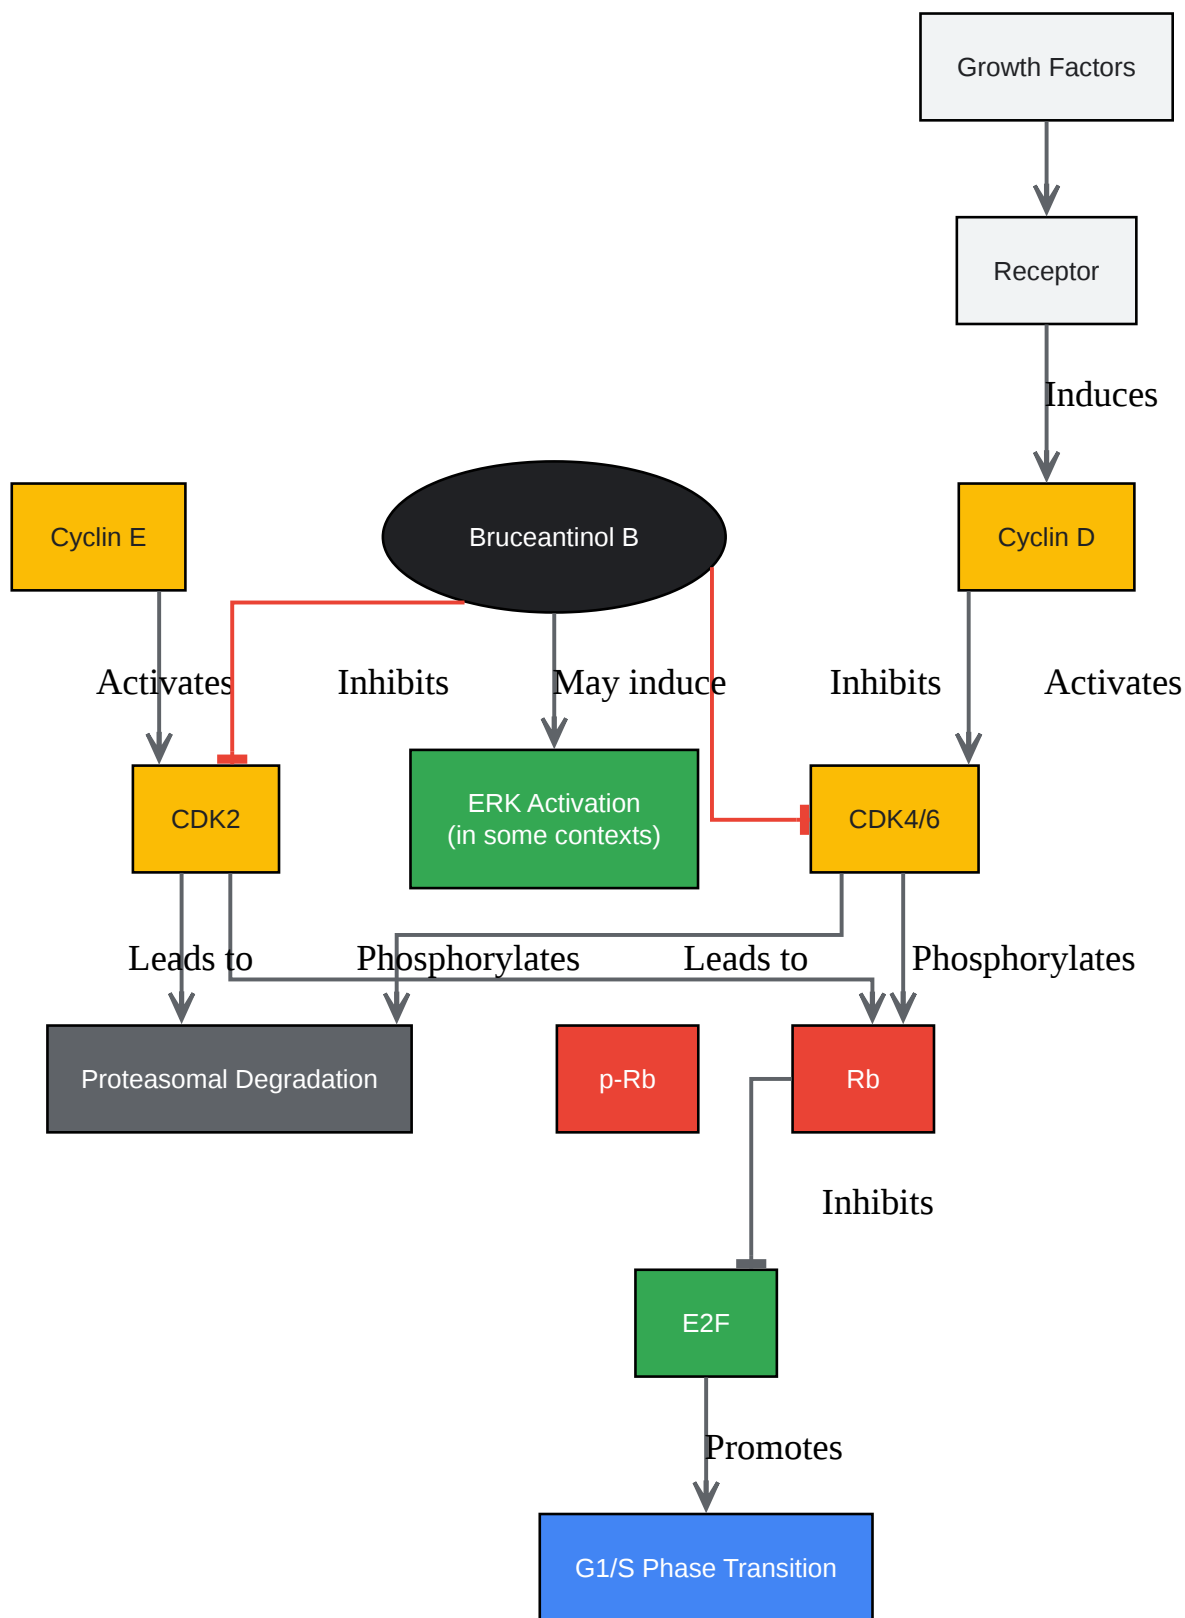 Growth Factors
Receptor
Induces
Cyclin E
Bruceantinol B
Cyclin D
Activates
Inhibits
May induce
Inhibits
Activates
CDK2
ERK Activation
(in some contexts)
CDK4/6
Leads to
Phosphorylates
Leads to
Phosphorylates
Proteasomal Degradation
p-Rb
Rb
Inhibits
E2F
Promotes
G1/S Phase Transition